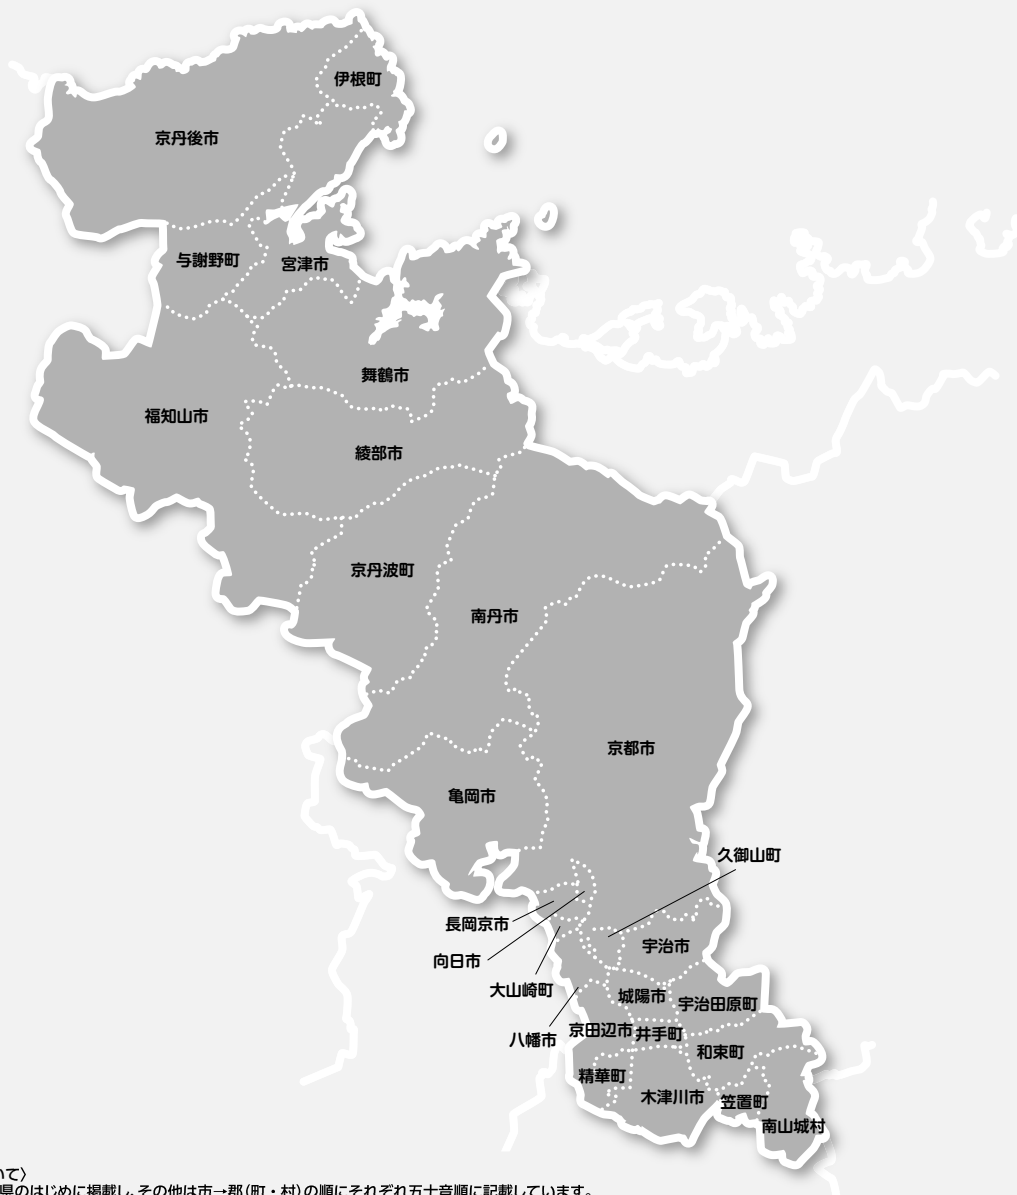 伊根町
京丹後市
与謝野町
宮津市
舞鶴市
福知山市
綾部市
京丹波町
南丹市
京都市
亀岡市
久御山町
長岡京市
宇治市
向日市
大山崎町
城陽市
宇治田原町
八幡市
京田辺市
井手町
和束町
精華町
木津川市
笠置町
南山城村
いて〉
県のはじめに掲載し、その他は市→郡(町・村)の順にそれぞれ五十音順に記載しています。